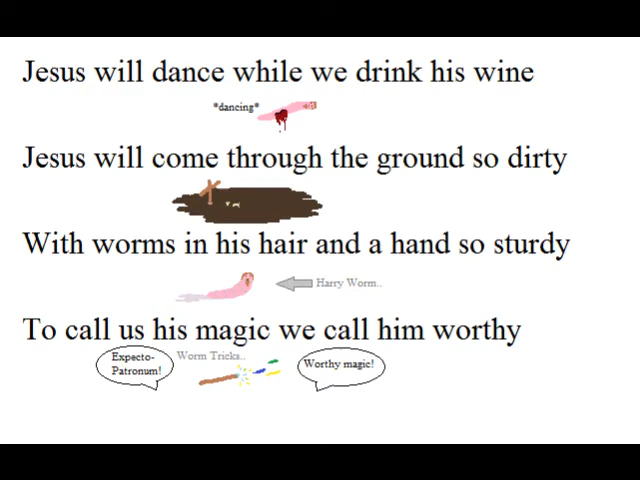 Jesus will dance while we drink his wine
*dancing*
Jesus will come through the ground so dirty
With worms in his hair and a hand so sturdy
Harry Worm..
To call us his magic we call him worthy
Expecto-
Patronum!
Worm Tricks..
Worthy magic!